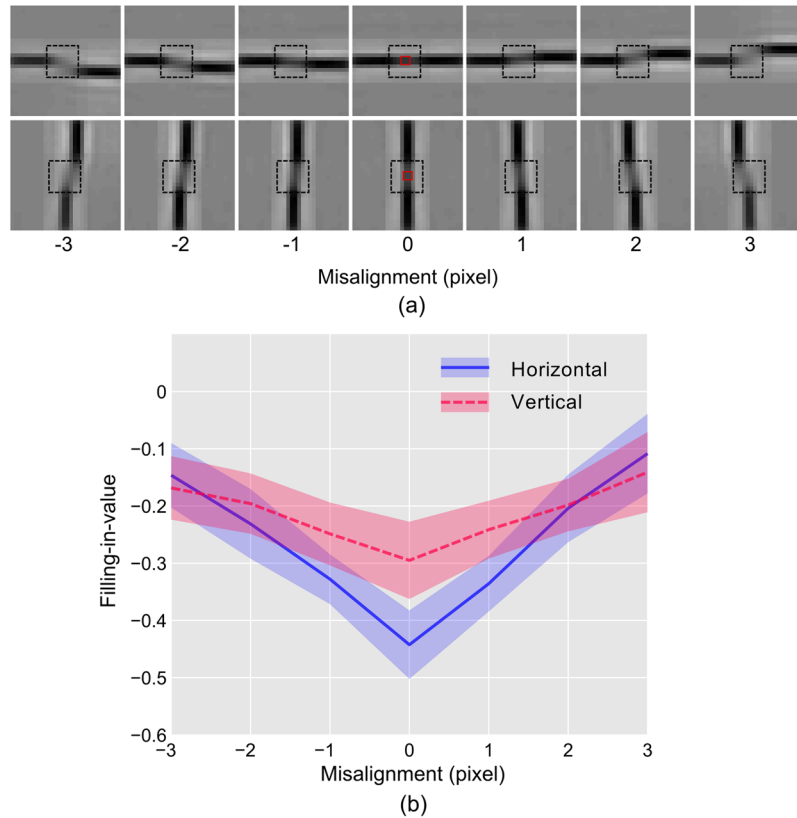 -3 -2 -1 0 1 2 3
Misalignment (pixel)
(a)
Horizontal
Vertical
0
−0.1
−0.2
−0.3
−0.4
−0.5
−0.6
Filling-in-value
−3 −2 −1 0 1 2 3
Misalignment (pixel)
(b)